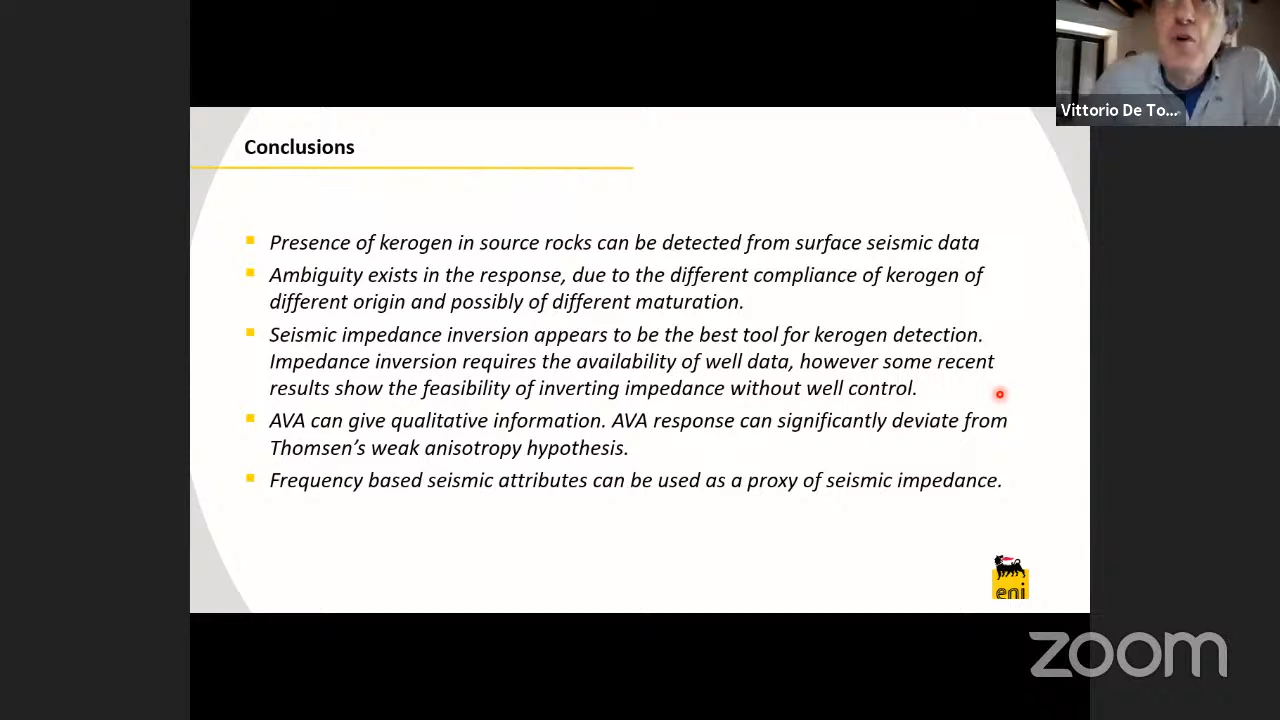 Vittorio De To...
Conclusions
Presence of kerogen in source rocks can be detected from surface seismic data
Ambiguity exists in the response, due to the different compliance of kerogen of
different origin and possibly of different maturation.
Seismic impedance inversion appears to be the best tool for kerogen detection.
Impedance inversion requires the availability of well data, however some recent
results show the feasibility of inverting impedance without well control.
AVA can give qualitative information. AVA response can significantly deviate from
Thomsen's weak anisotropy hypothesis.
Frequency based seismic attributes can be used as a proxy of seismic impedance.
eni
zoom